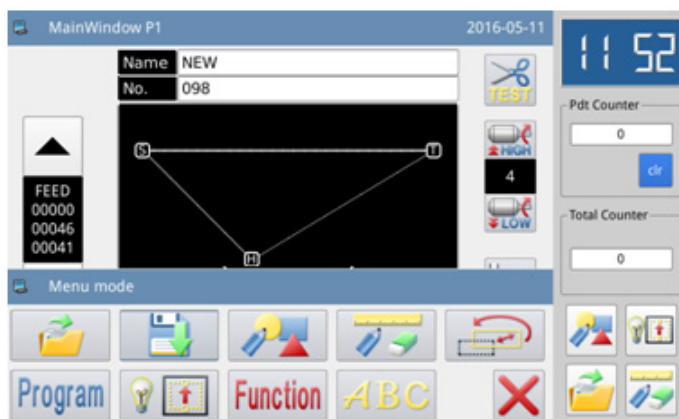 MainWindow P1 2016-05-11
11 52
Name NEW
No. 098
TEST
Pdt Counter
0
clr
S T
HIGH
4
LOW
FEED
00000
00046
00041
H
Total Counter
0
Menu mode
Program Function ABC